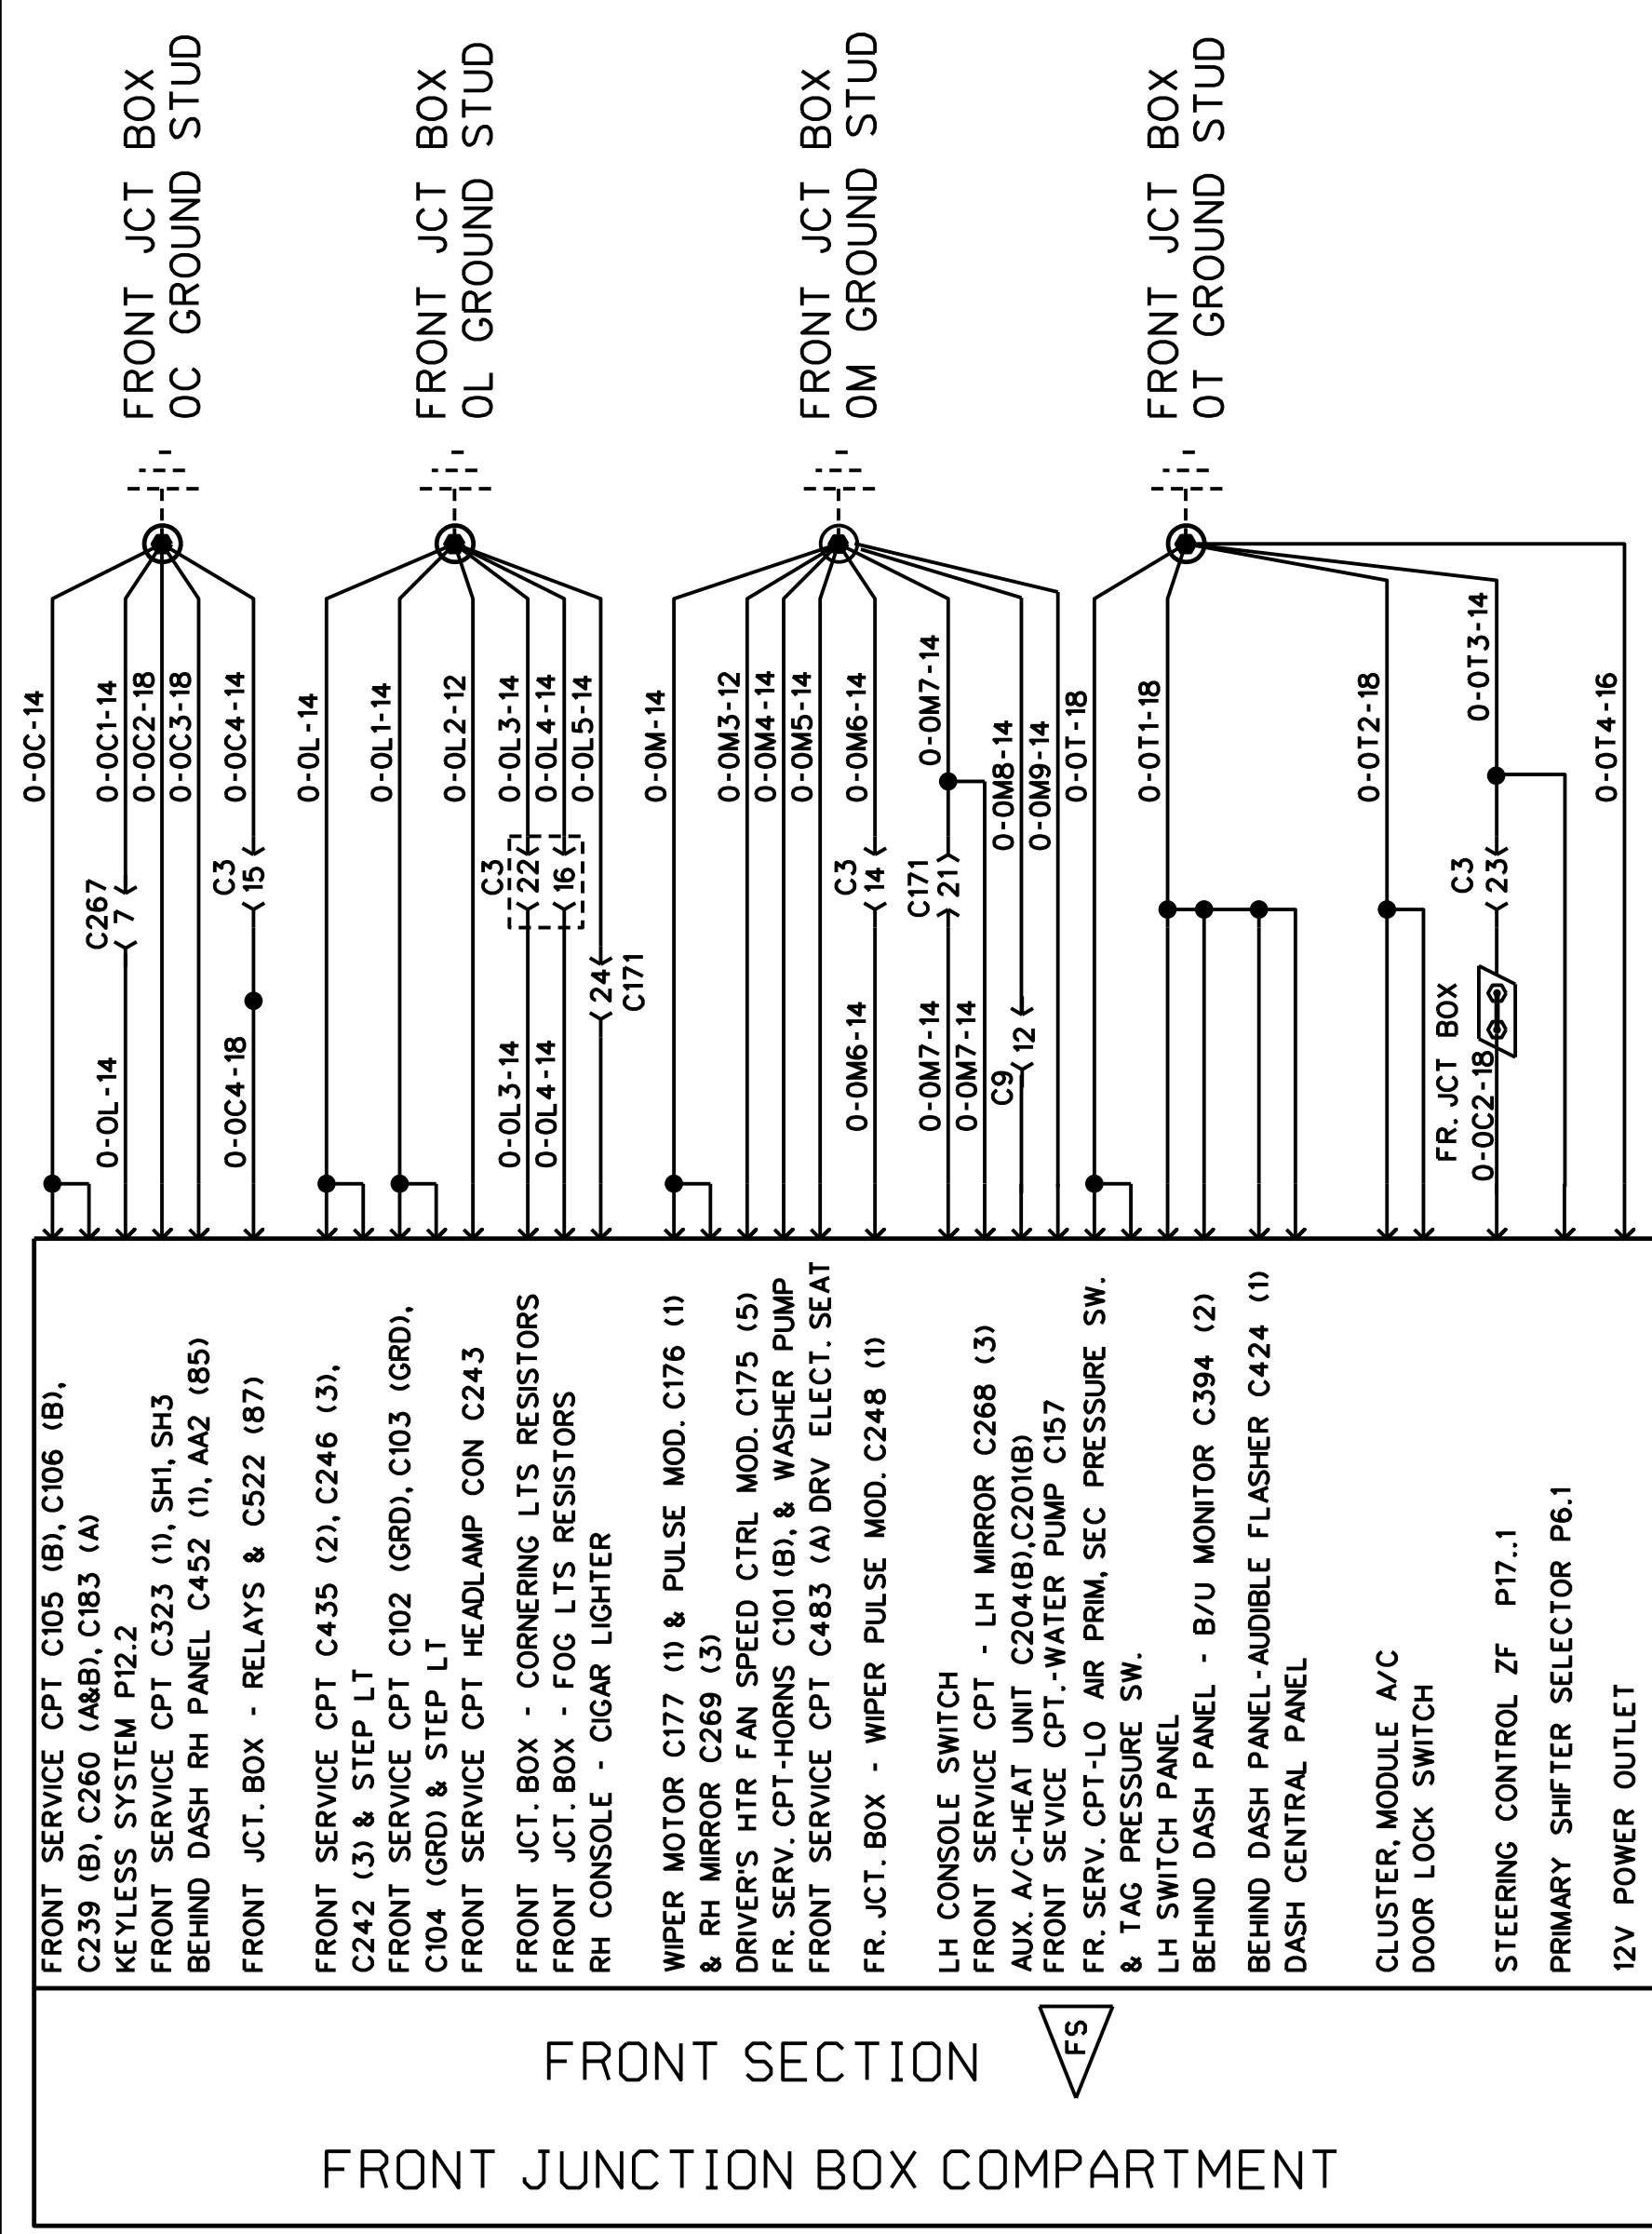 FRONT JUNCTION BOX COMPARTMENT
FRONT SECTION
FS
FRONT SERVICE CPT C105 (B), C106 (B),
C239 (B), C260 (A&B), C183 (A)
KEYLESS SYSTEM P12.2
FRONT SERVICE CPT C323 (1), SH1, SH3
BEHIND DASH RH PANEL C452 (1), AA2 (85)
FRONT JCT. BOX - RELAYS & C522 (87)
FRONT SERVICE CPT C435 (2), C246 (3),
C242 (3) & STEP LT
FRONT SERVICE CPT C102 (GRD), C103 (GRD),
C104 (GRD) & STEP LT
FRONT SERVICE CPT HEADLAMP CON C243
FRONT JCT. BOX - CORNERING LTS RESISTORS
FRONT JCT. BOX - FOG LTS RESISTORS
RH CONSOLE - CIGAR LIGHTER
WIPER MOTOR C177 (1) & PULSE MOD. C176 (1)
& RH MIRROR C269 (3)
DRIVER'S HTR FAN SPEED CTRL MOD. C175 (5)
FR. SERV. CPT-HORNS C101 (B), & WASHER PUMP
FRONT SERVICE CPT C483 (A) DRV ELECT. SEAT
FR. JCT. BOX - WIPER PULSE MOD. C248 (1)
LH CONSOLE SWITCH
FRONT SERVICE CPT - LH MIRROR C268 (3)
AUX. A/C-HEAT UNIT C204(B),C201(B)
FRONT SEVICE CPT.-WATER PUMP C157
FR. SERV. CPT-LO AIR PRIM, SEC PRESSURE SW.
& TAG PRESSURE SW.
LH SWITCH PANEL
BEHIND DASH PANEL - B/U MONITOR C394 (2)
BEHIND DASH PANEL-AUDIBLE FLASHER C424 (1)
DASH CENTRAL PANEL
CLUSTER, MODULE A/C
DOOR LOCK SWITCH
STEERING CONTROL ZF P17..1
PRIMARY SHIFTER SELECTOR P6.1
12V POWER OUTLET
0-0C-14
0-0L-14
C267
7
0-0C1-14
0-0C2-18
0-0C3-18
0-0C4-18
C3
15
0-0C4-14
0-0L-14
0-0L1-14
0-0L2-12
0-0L3-14
C3
22
0-0L3-14
0-0L4-14
16
0-0L4-14
24
C171
0-0L5-14
0-0M-14
0-0M3-12
0-0M4-14
0-0M5-14
0-0M6-14
C3
14
0-0M6-14
0-0M7-14
C171
21
0-0M7-14
0-0M7-14
C9
12
0-0M8-14
0-0M9-14
0-0T-18
0-0T1-18
0-0T2-18
FR. JCT BOX
0-0C2-18
C3
23
0-0T3-14
0-0T4-16
FRONT JCT BOX
0C GROUND STUD
FRONT JCT BOX
0L GROUND STUD
FRONT JCT BOX
0M GROUND STUD
FRONT JCT BOX
0T GROUND STUD